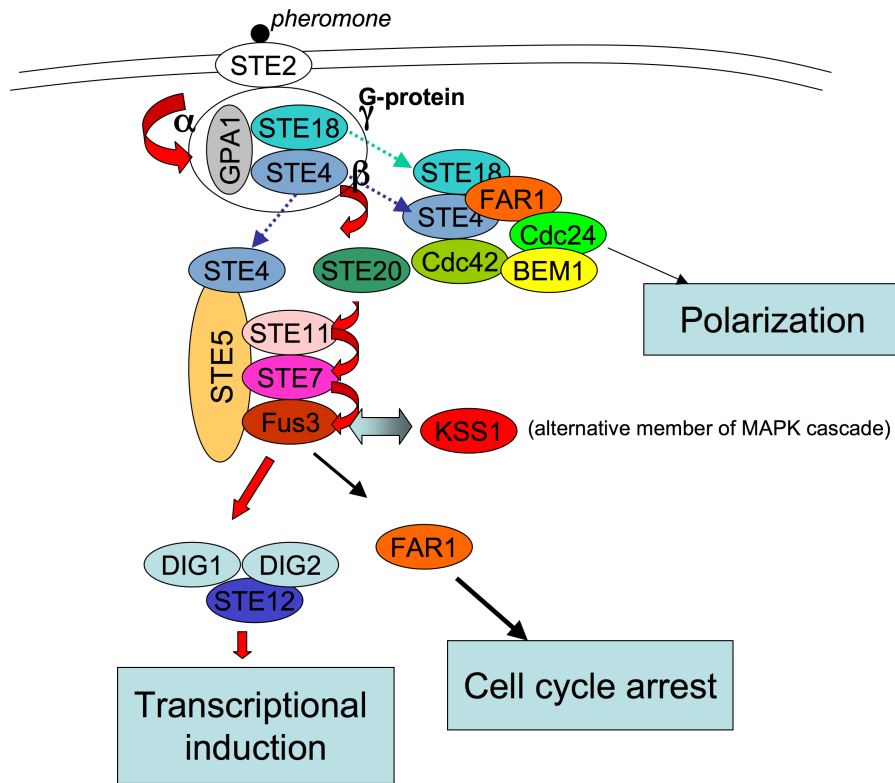 pheromone
STE2
G-protein
α
γ
GPA1
STE18
STE4
β
STE18
STE4
FAR1
Cdc24
Cdc42
BEM1
STE4
STE20
Polarization
STE5
STE11
STE7
Fus3
KSS1
(alternative member of MAPK cascade)
DIG1
DIG2
STE12
FAR1
Transcriptional
induction
Cell cycle arrest